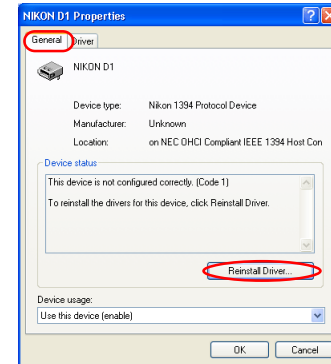 NIKON D1 Properties
General
Driver
NIKON D1
Device type: Nikon 1394 Protocol Device
Manufacturer: Unknown
Location: on NEC OHCI Compliant IEEE 1394 Host Con
Device status
This device is not configured correctly. (Code 1)
To reinstall the drivers for this device, click Reinstall Driver.
Reinstall Driver...
Device usage:
Use this device (enable)
OK
Cancel